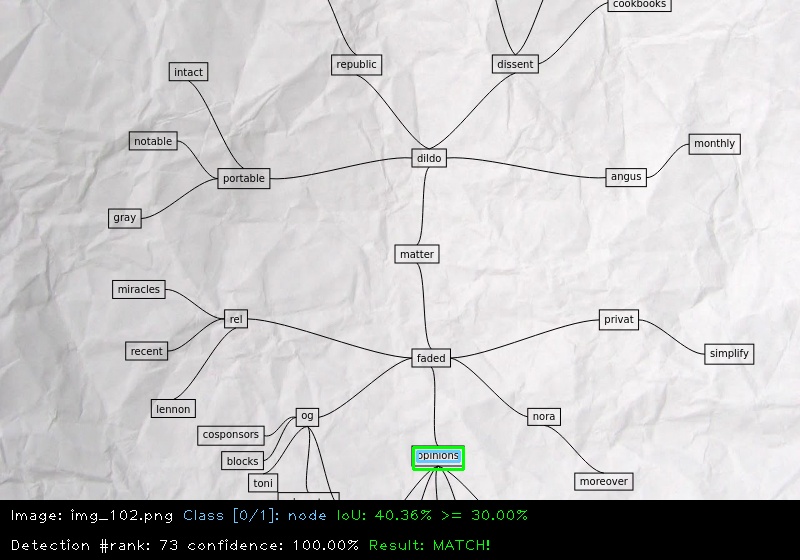 cookbooks
republic
dissent
intact
notable
dildo
monthly
portable
angus
gray
matter
miracles
rel
privat
recent
faded
simplify
lennon
og
nora
cosponsors
opinions
blocks
toni
moreover
Image: img_102.png Class [0/1]: node IoU: 40.36% >= 30.00%
Detection #rank: 73 confidence: 100.00% Result: MATCH!